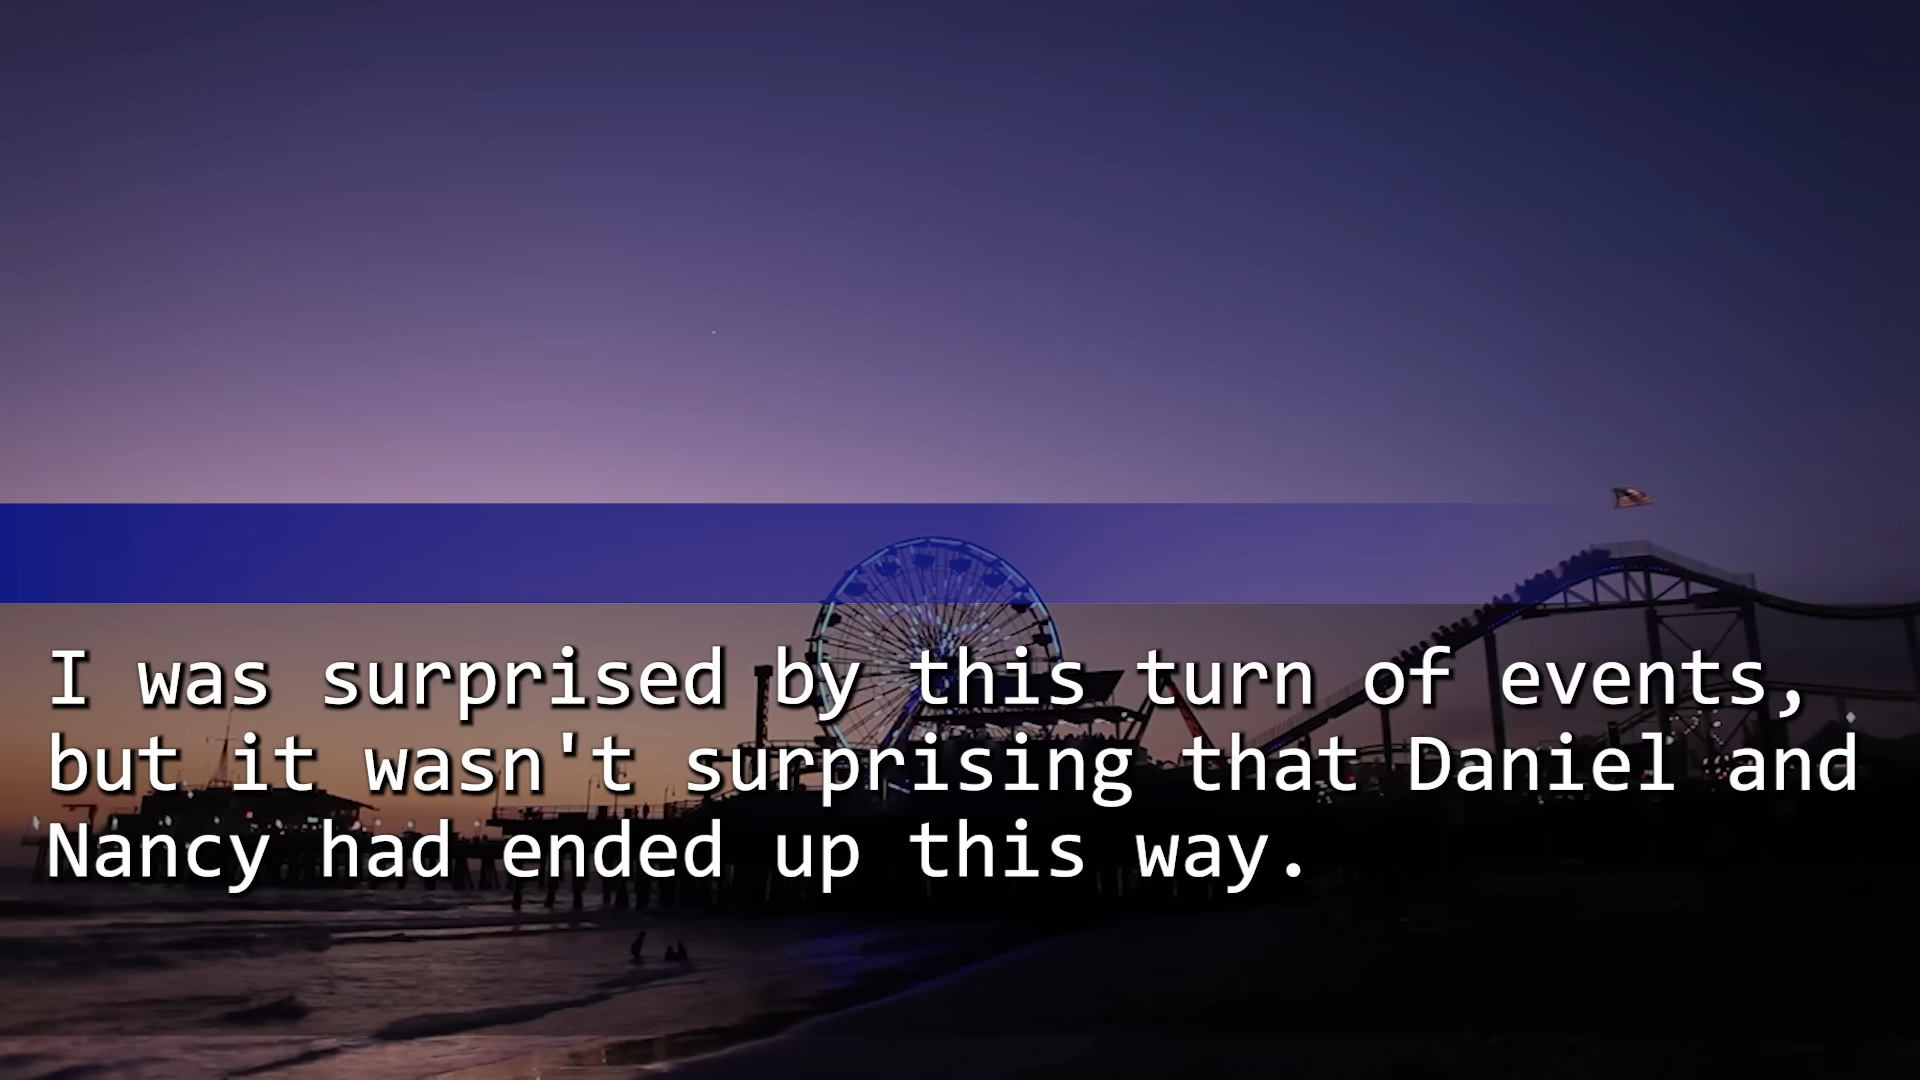 I was surprised by this turn of events,
but it wasn't surprising that Daniel and
Nancy had ended up this way.